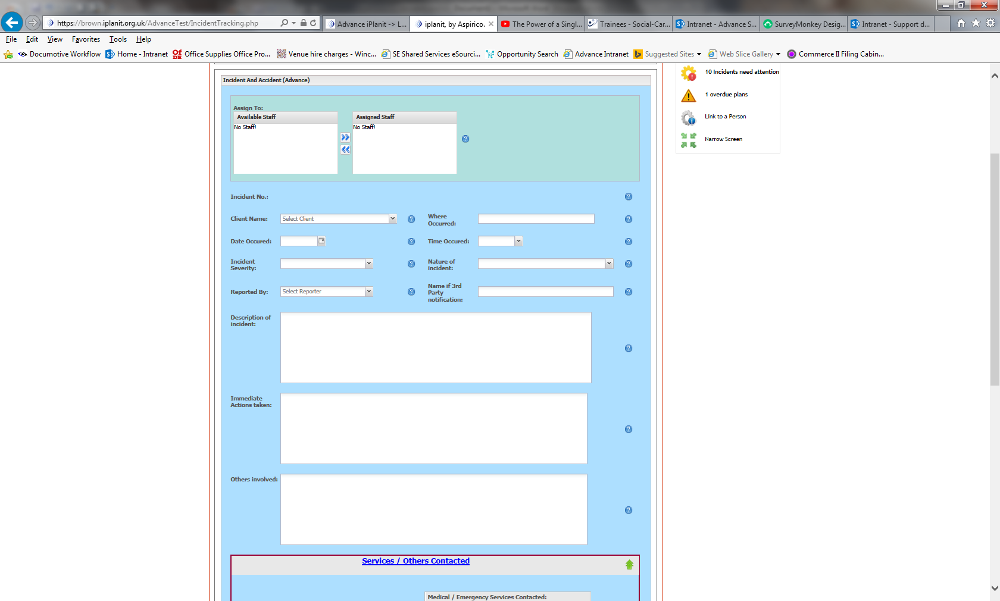 https://brown.iplanit.org.uk/AdvanceTest/IncidentTracking.php
Advance iPlanit -> L...
iplanit, by Aspirico.
The Power of a Singl...
Trainees - Social-Car...
Intranet - Advance S...
SurveyMonkey Desig...
Intranet - Support d...
File Edit View Favorites Tools Help
Documotive Workflow Home - Intranet Office Supplies Office Pro... Venue hire charges - Winc... SE Shared Services eSourci... Opportunity Search Advance Intranet Suggested Sites Web Slice Gallery Commerce II Filing Cabin...
10 Incidents need attention
1 overdue plans
Link to a Person
Narrow Screen
Incident And Accident (Advance)
Assign To:
Available Staff
No Staff!
Assigned Staff
No Staff!
Incident No.:
Client Name:
Select Client
Where
Occurred:
Date Occured:
Time Occured:
Incident
Severity:
Nature of
incident:
Reported By:
Select Reporter
Name if 3rd
Party
notification:
Description of
incident:
Immediate
Actions taken:
Others involved:
Services / Others Contacted
Medical / Emergency Services Contacted: